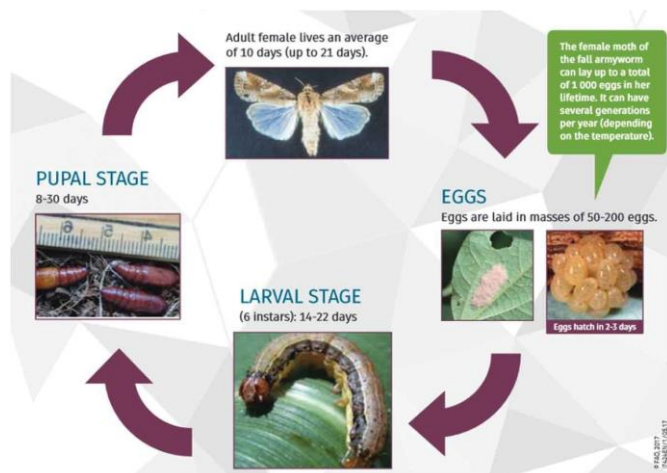 Adult female lives an average
of 10 days (up to 21 days).
The female moth of
the fall armyworm
can lay up to a total
of 1 000 eggs in her
lifetime. It can have
several generations
per year (depending
on the temperature).
EGGS
Eggs are laid in masses of 50-200 eggs.
Eggs hatch in 2-3 days
LARVAL STAGE
(6 instars): 14-22 days
PUPAL STAGE
8-30 days
6
5
4
© FAO, 2017